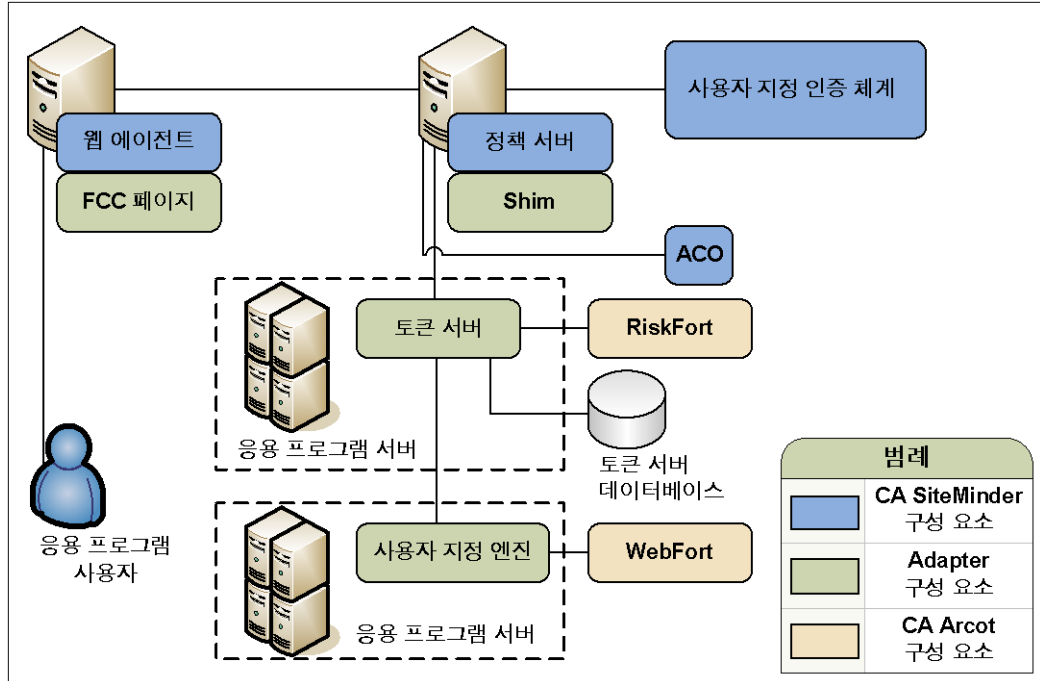 사용자 지정 인증 체계
웹 에이전트
정책 서버
FCC 페이지
Shim
ACO
토큰 서버
RiskFort
응용 프로그램 서버
토큰 서버
데이터베이스
응용 프로그램
사용자
사용자 지정 엔진
WebFort
응용 프로그램 서버
범례
CA SiteMinder
구성 요소
Adapter
구성 요소
CA Arcot
구성 요소